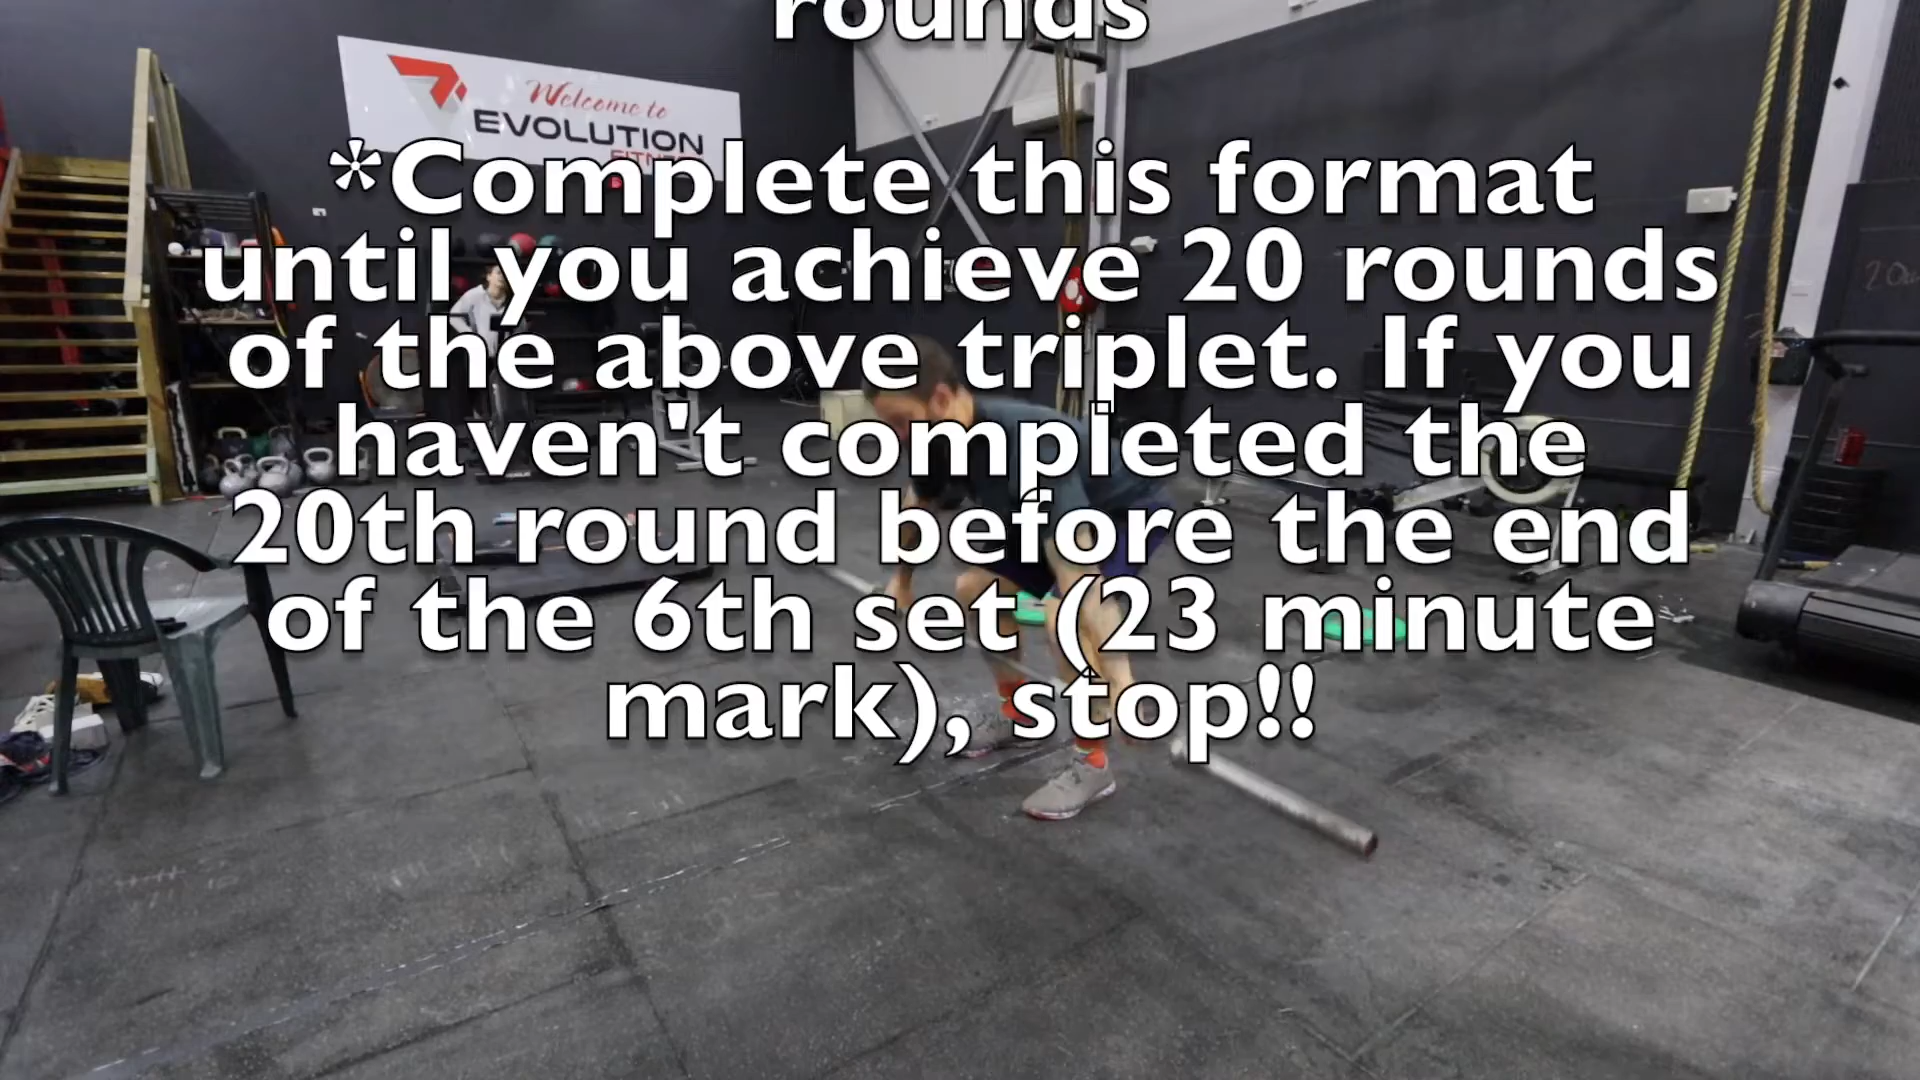 rounds
Welcome to
EVOLUTION
FITNESS
*Complete this format
until you achieve 20 rounds
of the above triplet. If you
haven't completed the
20th round before the end
of the 6th set (23 minute
mark), stop!!